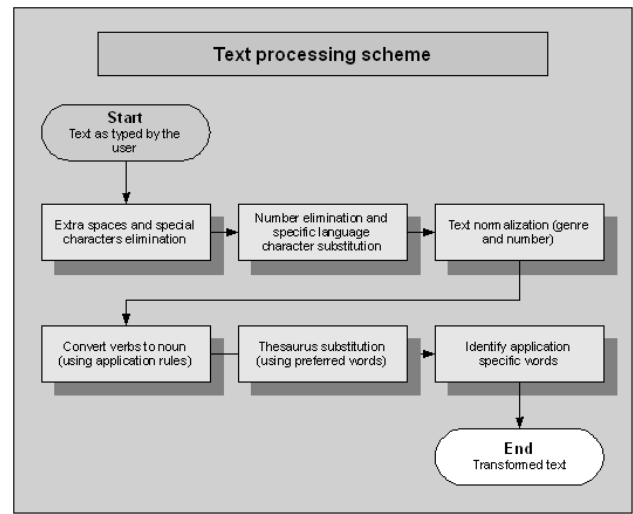 Text processing scheme
Start
Text as typed by the
user
Extra spaces and special
characters elimination
Number elimination and
specific language
character substitution
Text normalization (genre
and number)
Convert verbs to noun
(using application rules)
Thesaurus substitution
(using preferred words)
Identify application
specific words
End
Transformed text